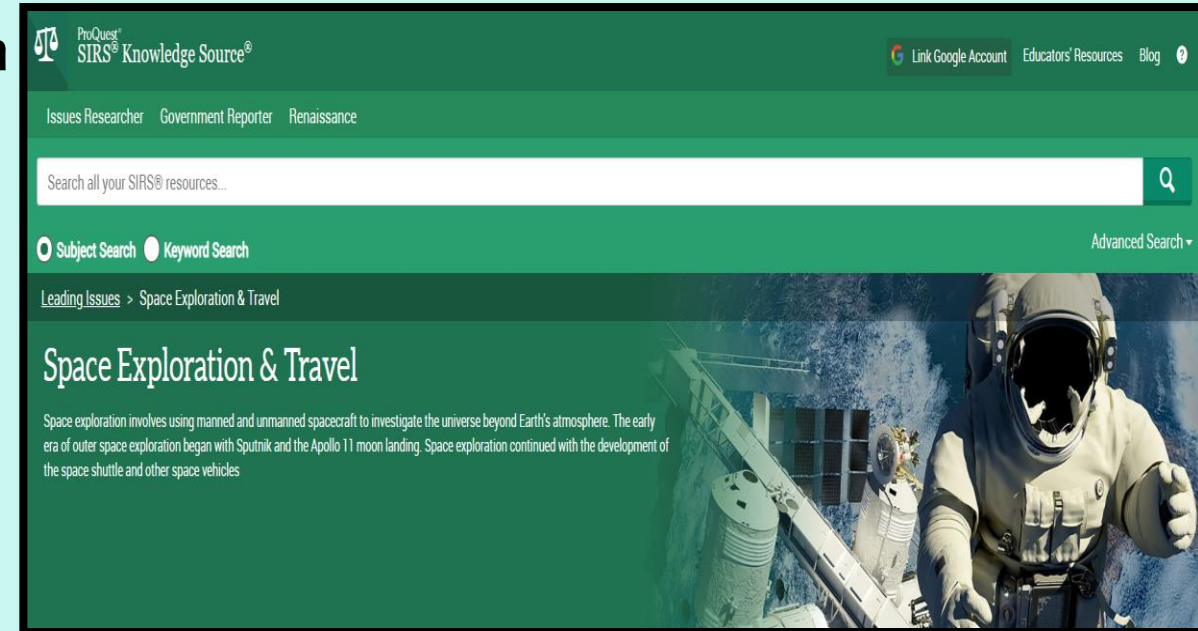 n
ProQuest®
SIRS® Knowledge Source®
Link Google Account Educators' Resources Blog ?
Issues Researcher Government Reporter Renaissance
Search all your SIRS® resources...
Subject Search Keyword Search
Advanced Search
Leading Issues > Space Exploration & Travel
Space Exploration & Travel
Space exploration involves using manned and unmanned spacecraft to investigate the universe beyond Earth's atmosphere. The early
era of outer space exploration began with Sputnik and the Apollo 11 moon landing. Space exploration continued with the development of
the space shuttle and other space vehicles